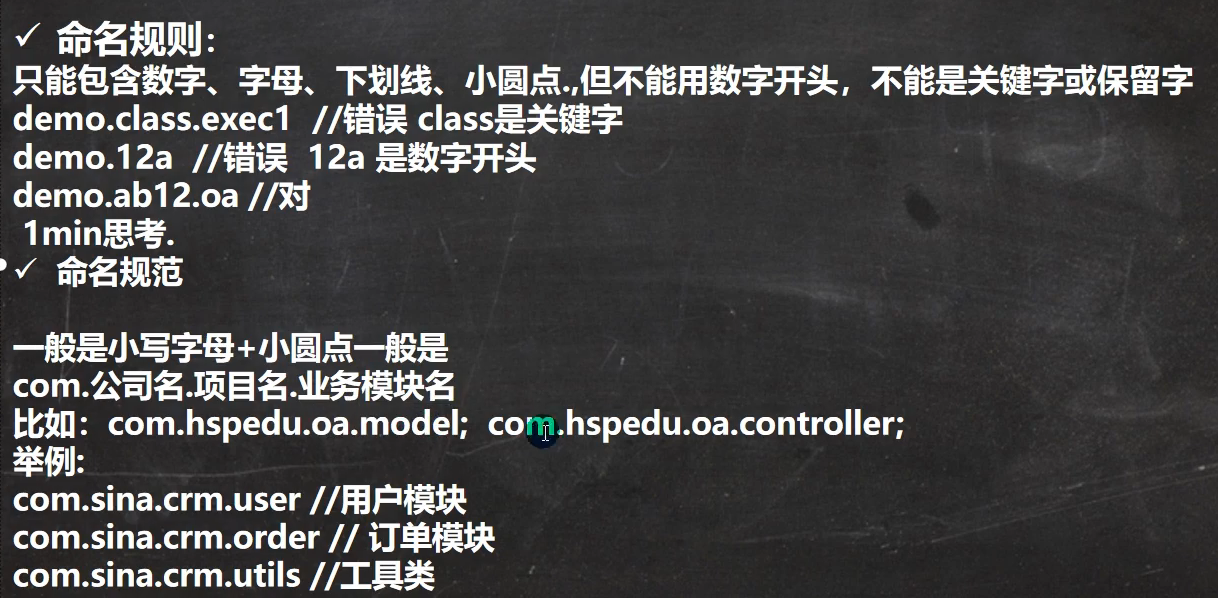 ✓ 命名规则：
只能包含数字、字母、下划线、小圆点.,但不能用数字开头，不能是关键字或保留字
demo.class.exec1 //错误 class是关键字
demo.12a //错误 12a 是数字开头
demo.ab12.oa //对
1min思考.
✓ 命名规范
一般是小写字母+小圆点一般是
com.公司名.项目名.业务模块名
比如：com.hspedu.oa.model; com.hspedu.oa.controller;
举例:
com.sina.crm.user //用户模块
com.sina.crm.order // 订单模块
com.sina.crm.utils //工具类